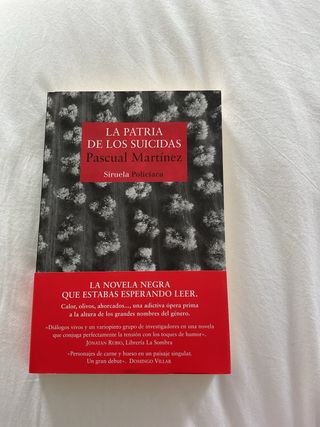 LA PATRIA
DE LOS SUICIDAS
Pascual Martínez
Siruela Policiaca
LA NOVELA NEGRA
QUE ESTABAS ESPERANDO LEER.
Calor, olivos, ahorcados..., una adictiva ópera prima
a la altura de los grandes nombres del género.
«Diálogos vivos y un variopinto grupo de investigadores en una novela
que conjuga perfectamente la tensión con los toques de humor».
JONATAN RUBIO, Librería La Sombra
«Personajes de carne y hueso en un paisaje singular.
Un gran debut». DOMINGO VILLAR